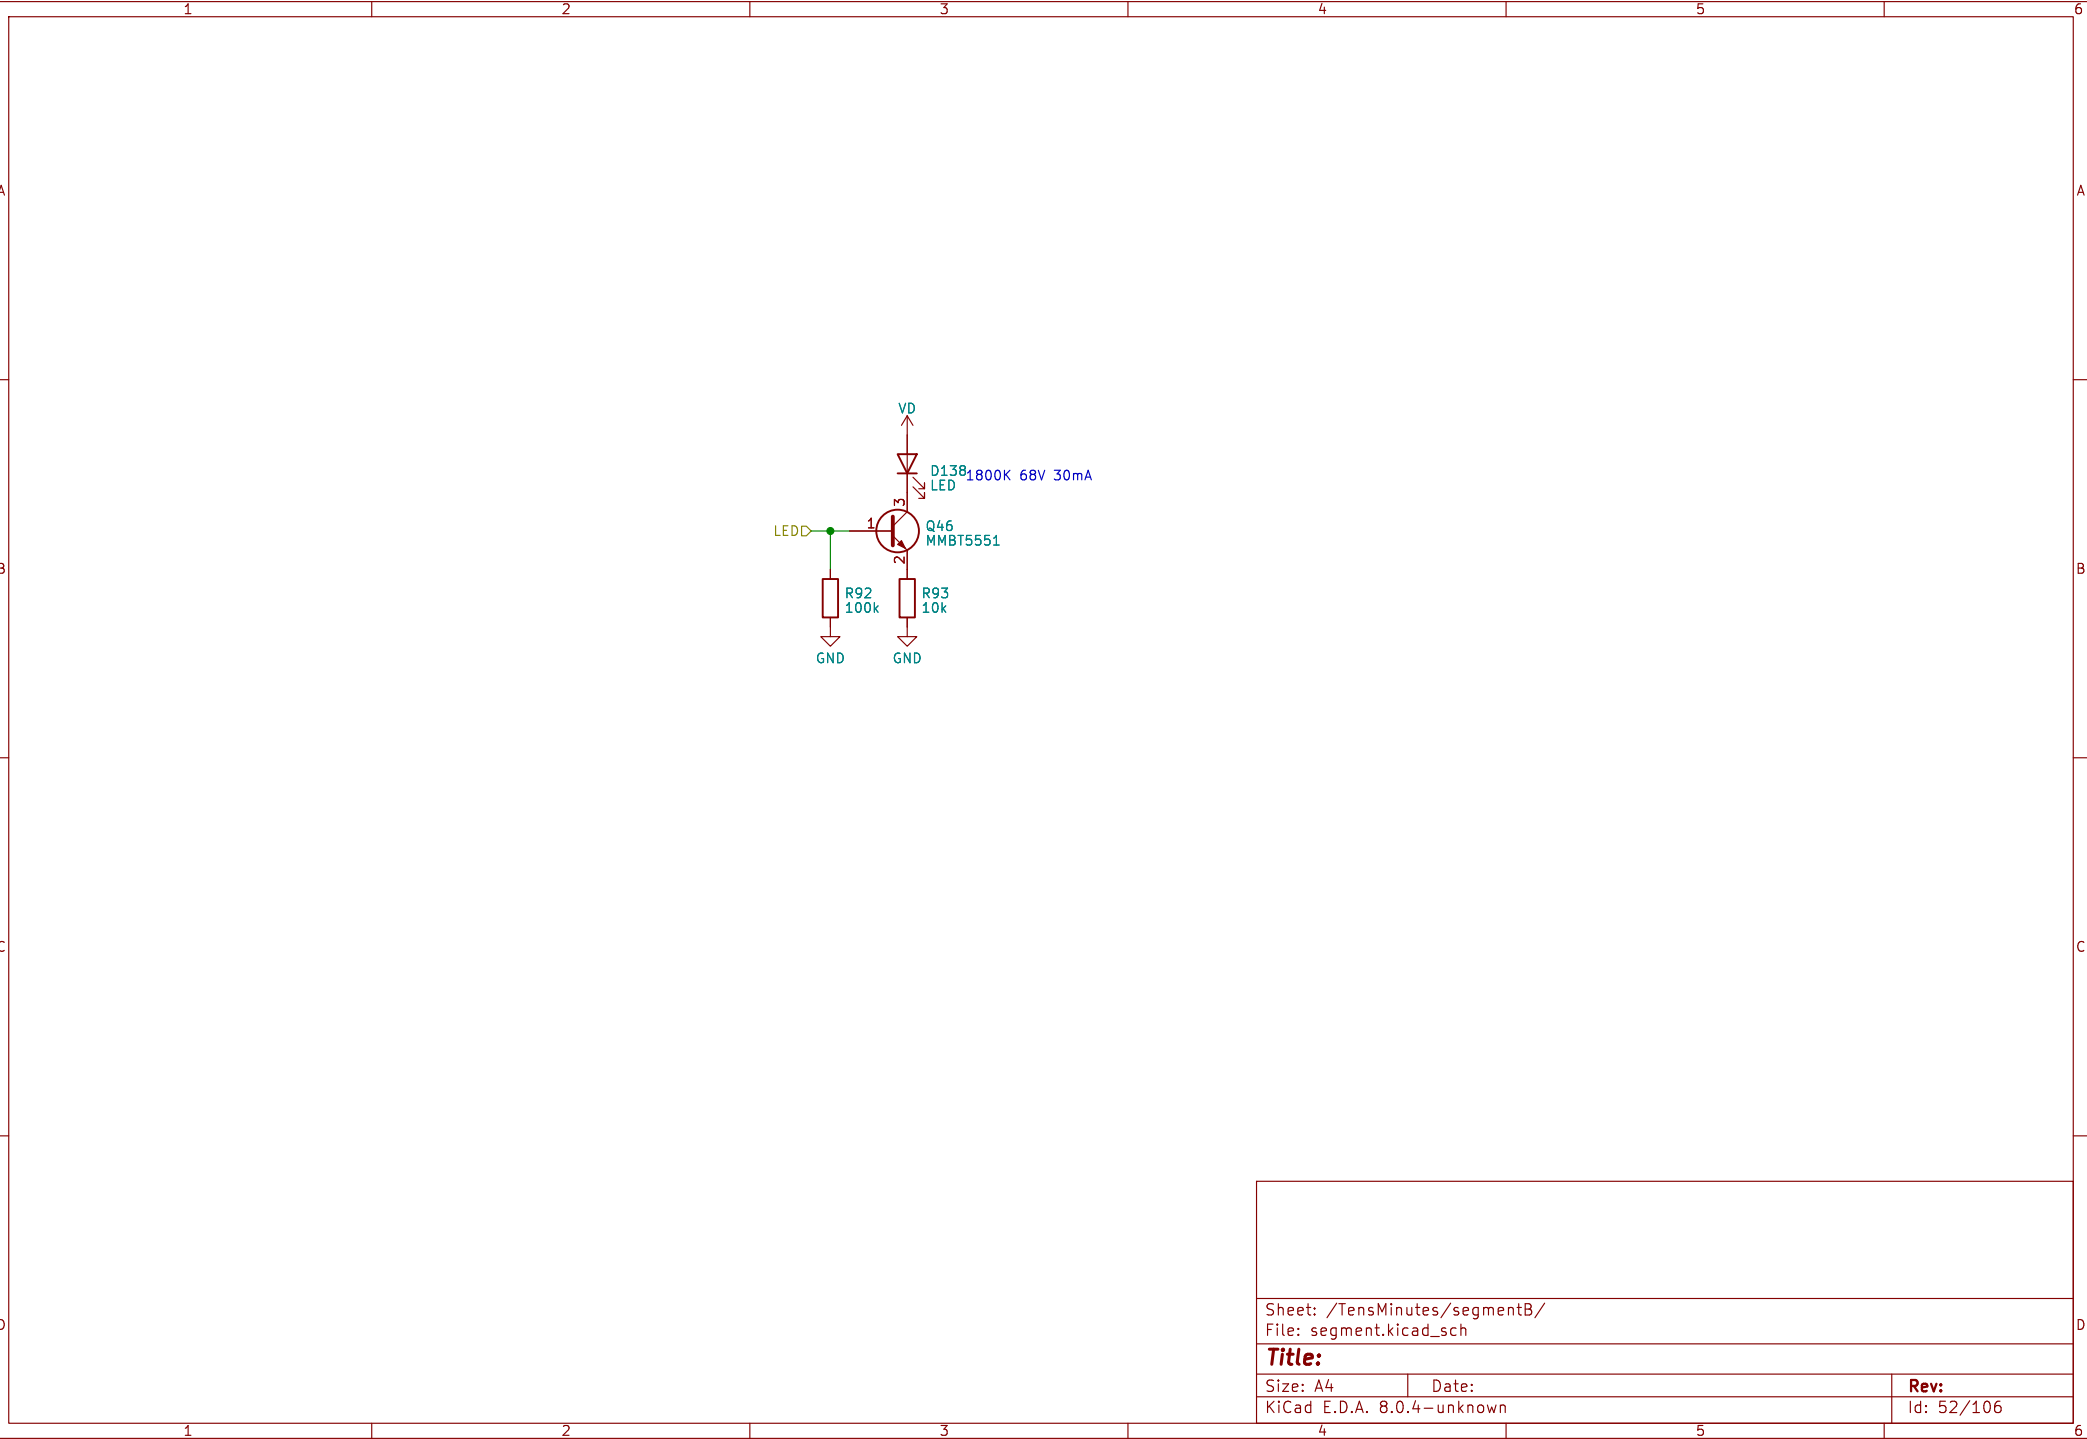 1 2 3 4 5 6
A A
VD
D138
LED
1800K 68V 30mA
3
LED
1
Q46
MMBT5551
2
B B
R92
100k
R93
10k
GND GND
C C
Sheet: /TensMinutes/segmentB/
File: segment.kicad_sch
D D
Title:
Size: A4 Date: Rev:
KiCad E.D.A. 8.0.4-unknown Id: 52/106
1 2 3 4 5 6